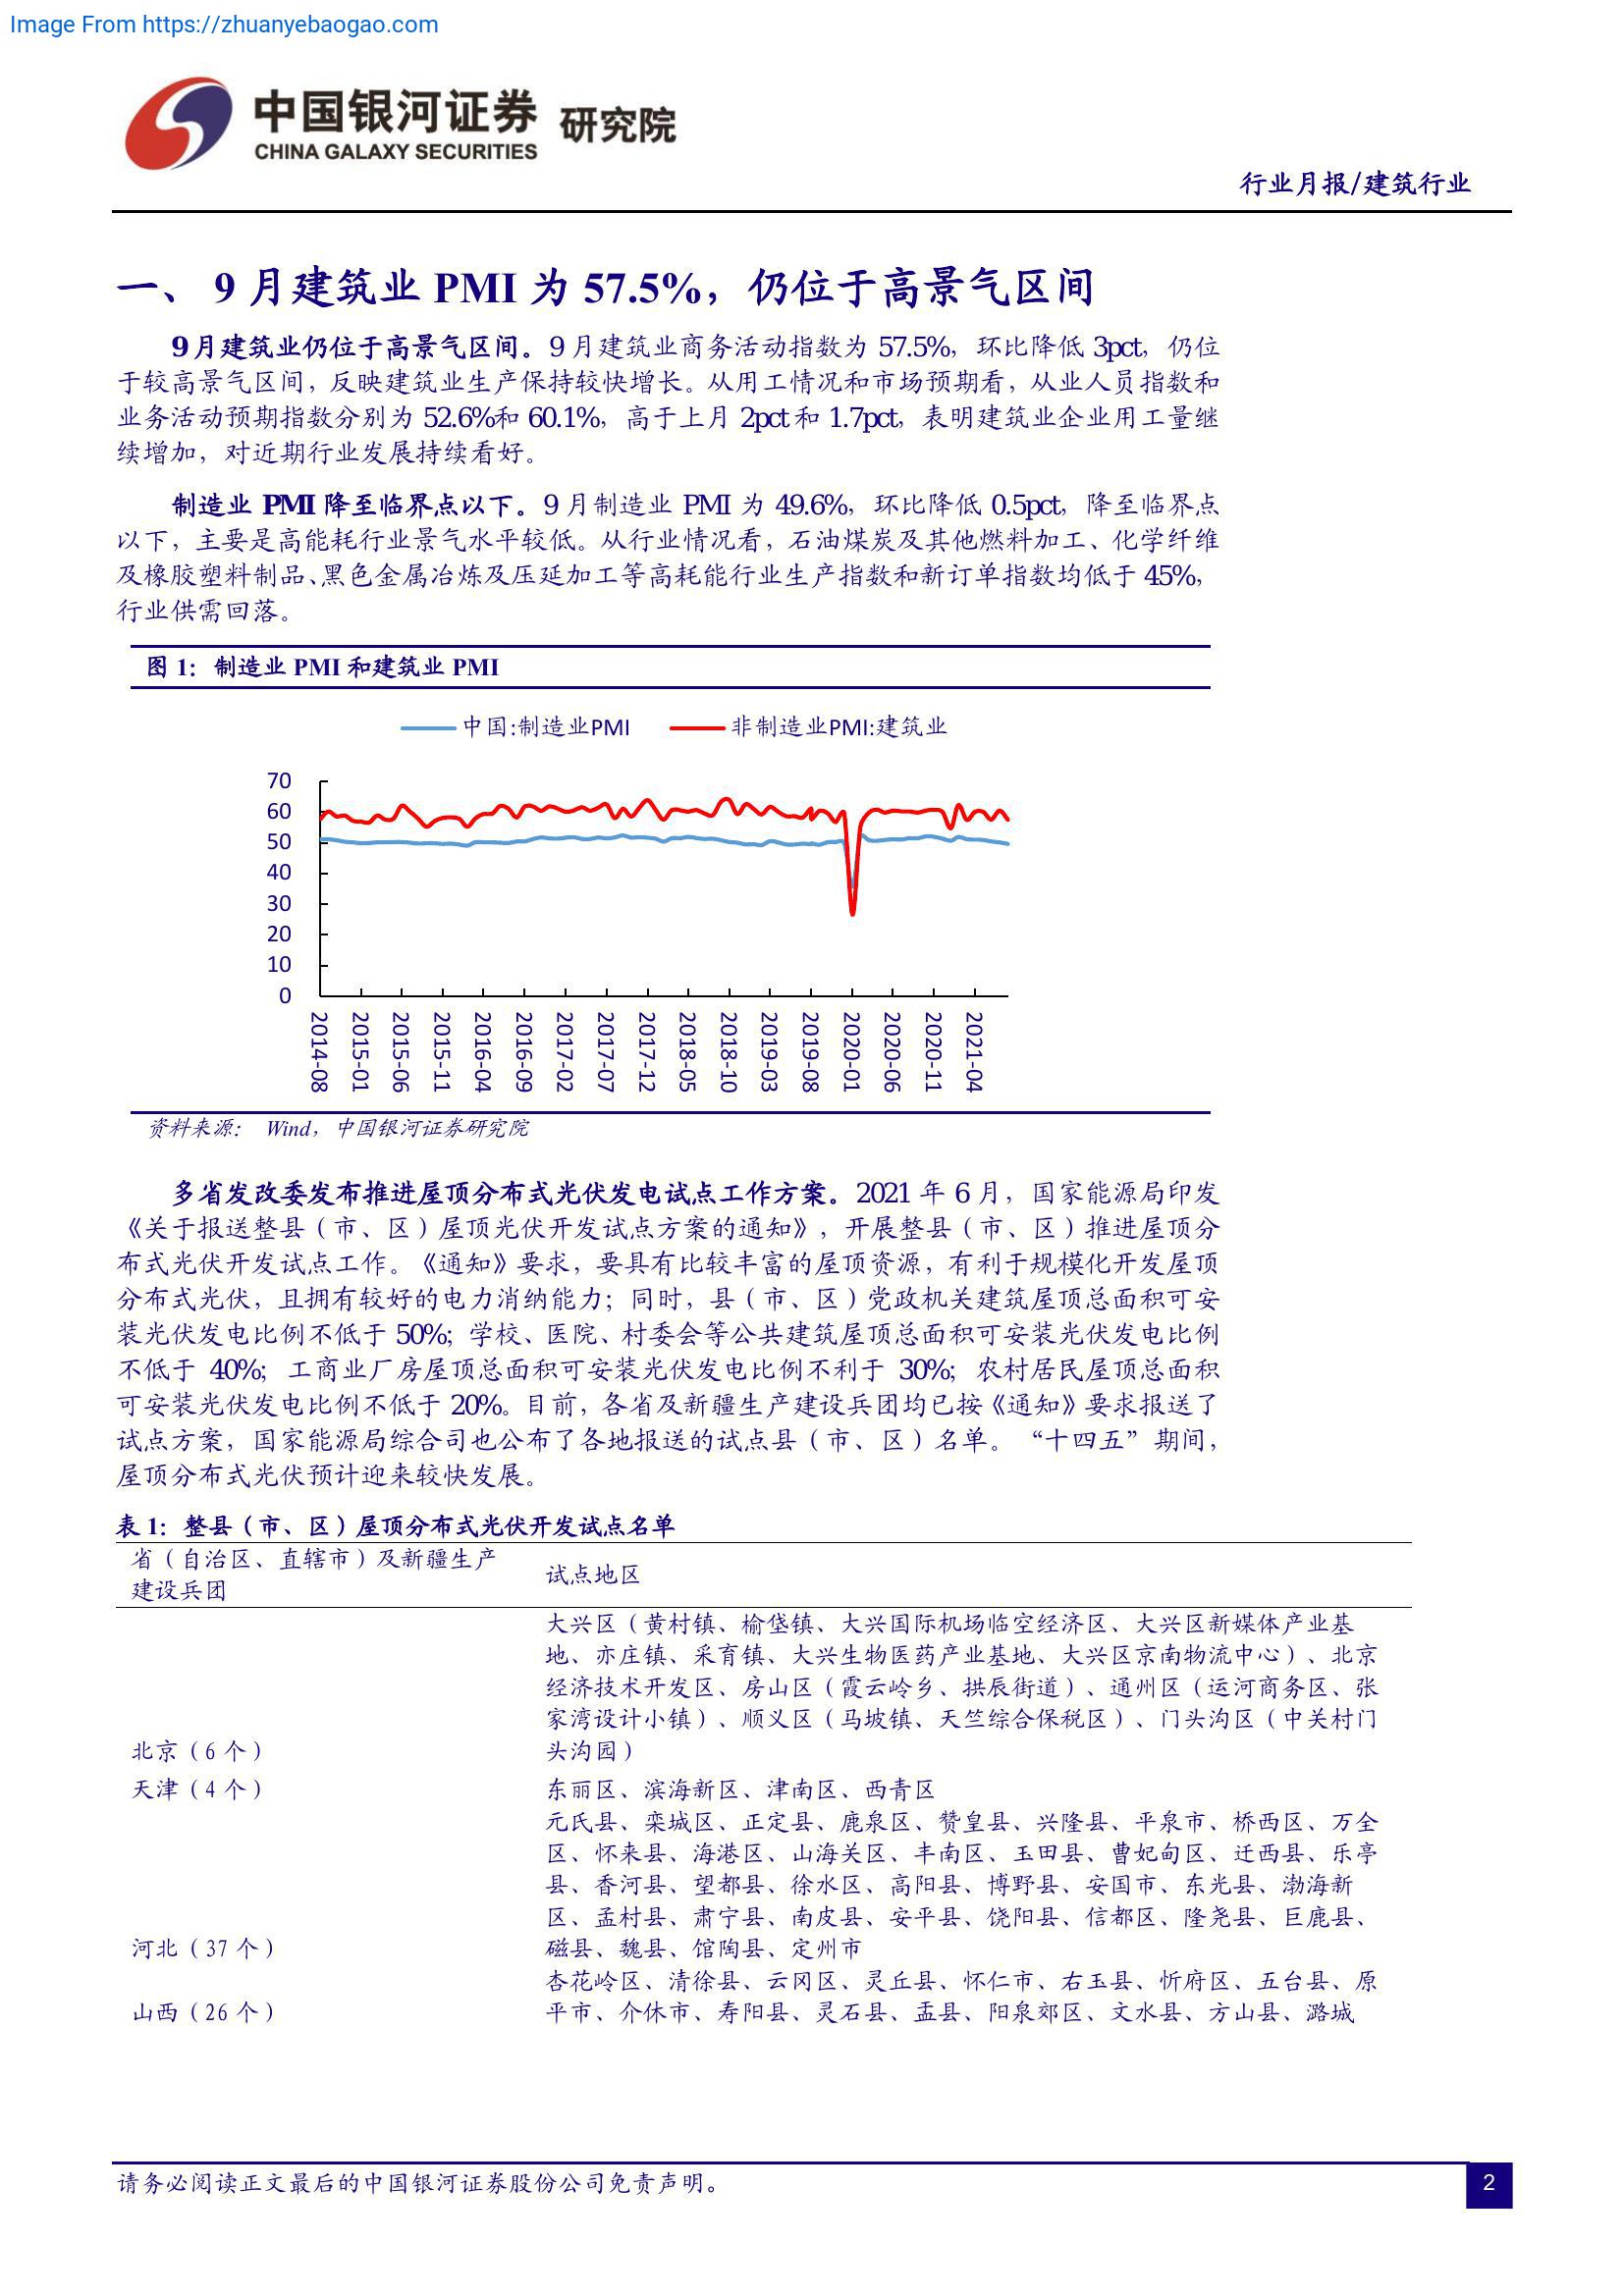 Image From https://zhuanyebaogao.com
中国银河证券 研究院
CHINA GALAXY SECURITIES
行业月报/建筑行业
一、 9 月建筑业 PMI 为 57.5%，仍位于高景气区间
9 月建筑业仍位于高景气区间。9 月建筑业商务活动指数为 57.5%，环比降低 3pct，仍位
于较高景气区间，反映建筑业生产保持较快增长。从用工情况和市场预期看，从业人员指数和
业务活动预期指数分别为 52.6%和 60.1%，高于上月 2pct 和 1.7pct，表明建筑业企业用工量继
续增加，对近期行业发展持续看好。
制造业 PMI 降至临界点以下。9 月制造业 PMI 为 49.6%，环比降低 0.5pct，降至临界点
以下，主要是高能耗行业景气水平较低。从行业情况看，石油煤炭及其他燃料加工、化学纤维
及橡胶塑料制品、黑色金属冶炼及压延加工等高耗能行业生产指数和新订单指数均低于 45%，
行业供需回落。
图 1：制造业 PMI 和建筑业 PMI
中国:制造业PMI 非制造业PMI:建筑业
70
60
50
40
30
20
10
0
2014-08
2015-01
2015-06
2015-11
2016-04
2016-09
2017-02
2017-07
2017-12
2018-05
2018-10
2019-03
2019-08
2020-01
2020-06
2020-11
2021-04
资料来源： Wind，中国银河证券研究院
多省发改委发布推进屋顶分布式光伏发电试点工作方案。2021 年 6 月，国家能源局印发
《关于报送整县（市、区）屋顶光伏开发试点方案的通知》，开展整县（市、区）推进屋顶分
布式光伏开发试点工作。《通知》要求，要具有比较丰富的屋顶资源，有利于规模化开发屋顶
分布式光伏，且拥有较好的电力消纳能力；同时，县（市、区）党政机关建筑屋顶总面积可安
装光伏发电比例不低于 50%；学校、医院、村委会等公共建筑屋顶总面积可安装光伏发电比例
不低于 40%；工商业厂房屋顶总面积可安装光伏发电比例不利于 30%；农村居民屋顶总面积
可安装光伏发电比例不低于 20%。目前，各省及新疆生产建设兵团均已按《通知》要求报送了
试点方案，国家能源局综合司也公布了各地报送的试点县（市、区）名单。 “十四五”期间，
屋顶分布式光伏预计迎来较快发展。
表 1：整县（市、区）屋顶分布式光伏开发试点名单
省（自治区、直辖市）及新疆生产
建设兵团
试点地区
大兴区（黄村镇、榆垡镇、大兴国际机场临空经济区、大兴区新媒体产业基
地、亦庄镇、采育镇、大兴生物医药产业基地、大兴区京南物流中心）、北京
经济技术开发区、房山区（霞云岭乡、拱辰街道）、通州区（运河商务区、张
家湾设计小镇）、顺义区（马坡镇、天竺综合保税区）、门头沟区（中关村门
北京（6 个） 头沟园）
天津（4 个） 东丽区、滨海新区、津南区、西青区
元氏县、栾城区、正定县、鹿泉区、赞皇县、兴隆县、平泉市、桥西区、万全
区、怀来县、海港区、山海关区、丰南区、玉田县、曹妃甸区、迁西县、乐亭
县、香河县、望都县、徐水区、高阳县、博野县、安国市、东光县、渤海新
区、孟村县、肃宁县、南皮县、安平县、饶阳县、信都区、隆尧县、巨鹿县、
河北（37 个） 磁县、魏县、馆陶县、定州市
杏花岭区、清徐县、云冈区、灵丘县、怀仁市、右玉县、忻府区、五台县、原
山西（26 个） 平市、介休市、寿阳县、灵石县、盂县、阳泉郊区、文水县、方山县、潞城
请务必阅读正文最后的中国银河证券股份公司免责声明。
2